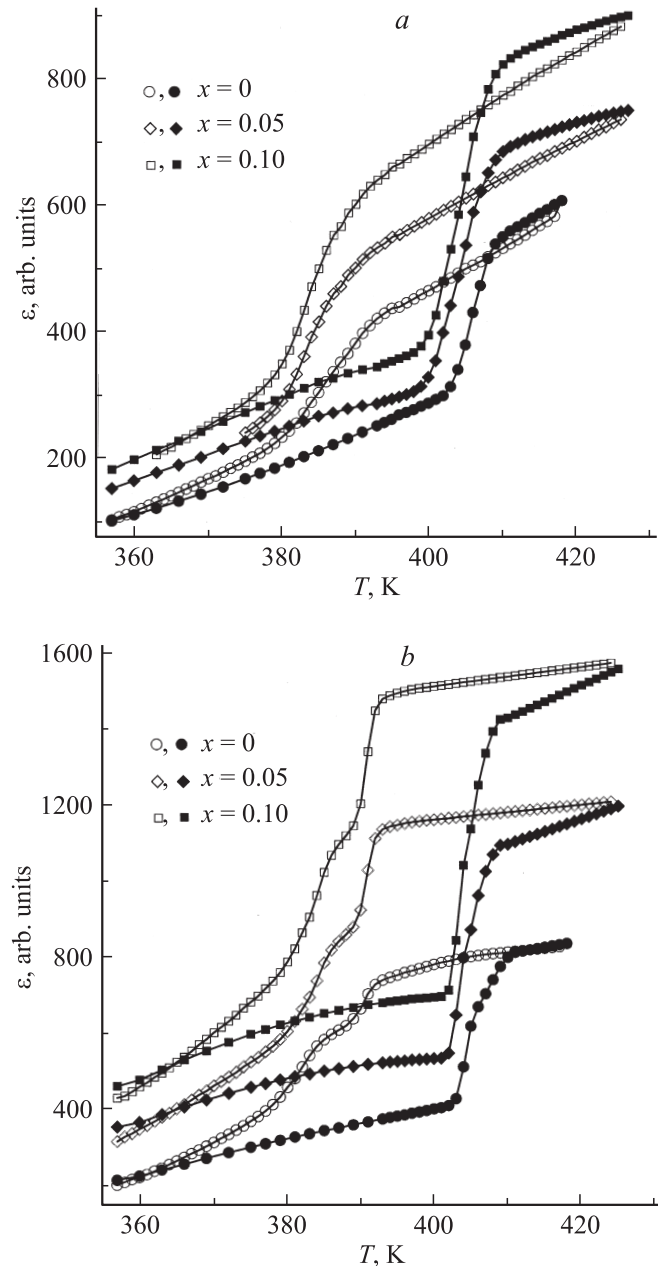 a
800
600
400
200
ε, arb. units
○, ● x = 0
◇, ◆ x = 0.05
□, ■ x = 0.10
360 380 400 420
T, K
b
1600
1200
800
400
ε, arb. units
○, ● x = 0
◇, ◆ x = 0.05
□, ■ x = 0.10
360 380 400 420
T, K